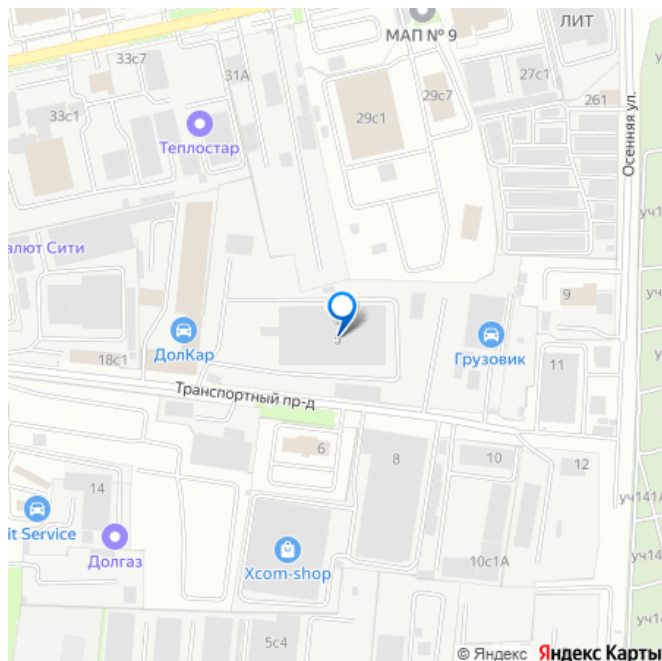 МАП № 9
ЛИТ
33с7
31А
27с1
29с7
261
33с1
29с1
Теплостар
Осенняя ул.
алют Сити
9
3
ДолКар
Грузовик
18с1
11
Транспортный пр-д
6
8
10
12
14
уч141А
it Service
Долгаз
Xcom-shop
10с1А
5с4
© Яндекс Яндекс Карты